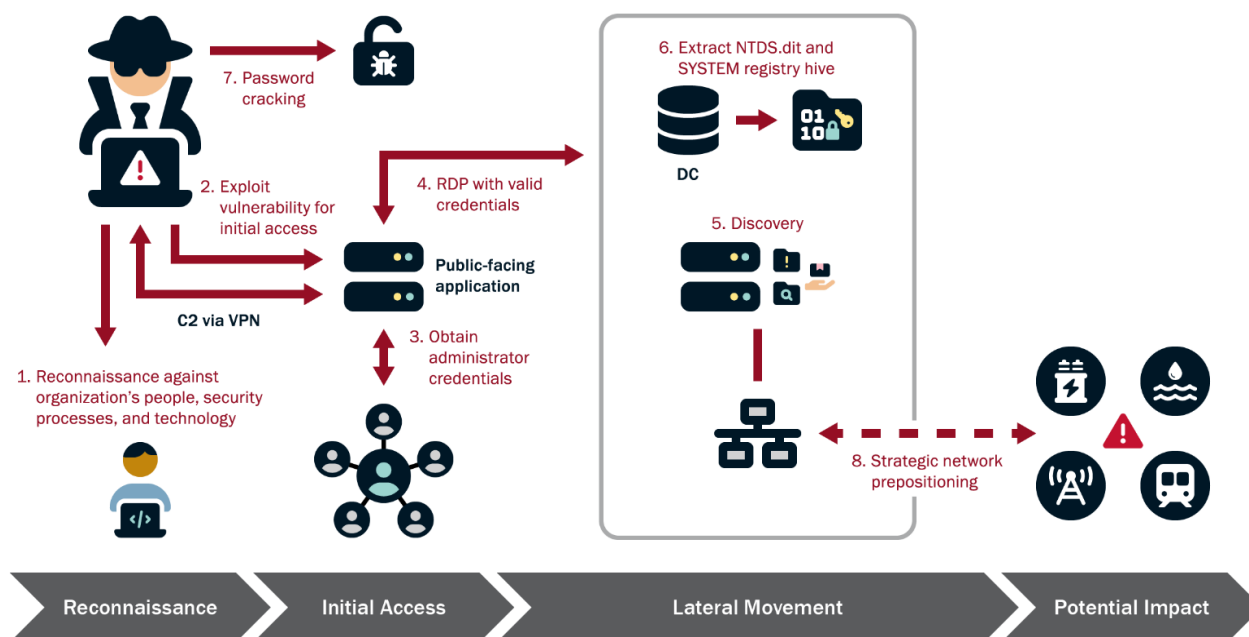 7. Password
cracking
6. Extract NTDS.dit and
SYSTEM registry hive
01
10
DC
2. Exploit
vulnerability for
initial access
4. RDP with valid
credentials
5. Discovery
Public-facing
application
C2 via VPN
3. Obtain
administrator
credentials
1. Reconnaissance against
organization's people, security
processes, and technology
</>
8. Strategic network
prepositioning
Reconnaissance
Initial Access
Lateral Movement
Potential Impact